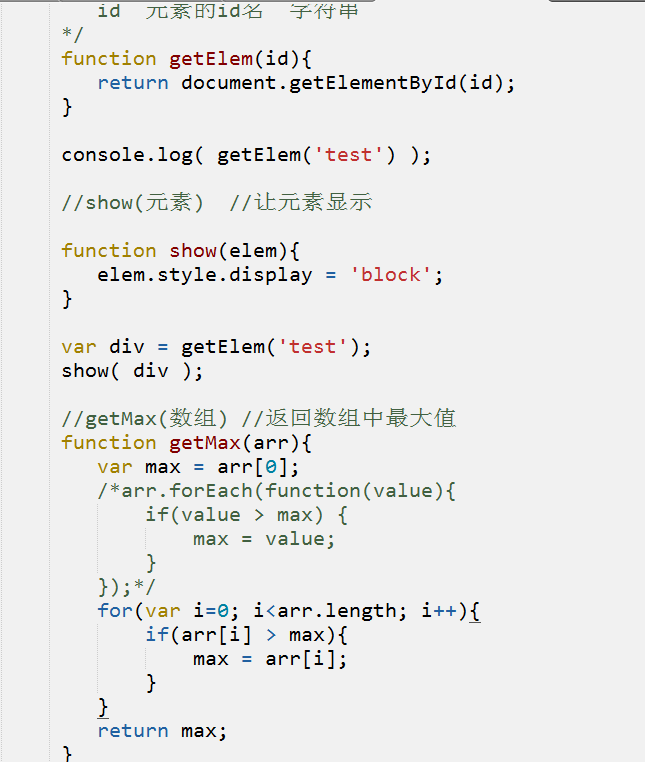 id  元素的id名  字符串
*/
function getElem(id){
return document.getElementById(id);
}
console.log( getElem('test') );
//show(元素)  //让元素显示
function show(elem){
elem.style.display = 'block';
}
var div = getElem('test');
show( div );
//getMax(数组) //返回数组中最大值
function getMax(arr){
var max = arr[0];
/*arr.forEach(function(value){
if(value > max) {
max = value;
}
});*/
for(var i=0; i<arr.length; i++){
if(arr[i] > max){
max = arr[i];
}
}
return max;
}